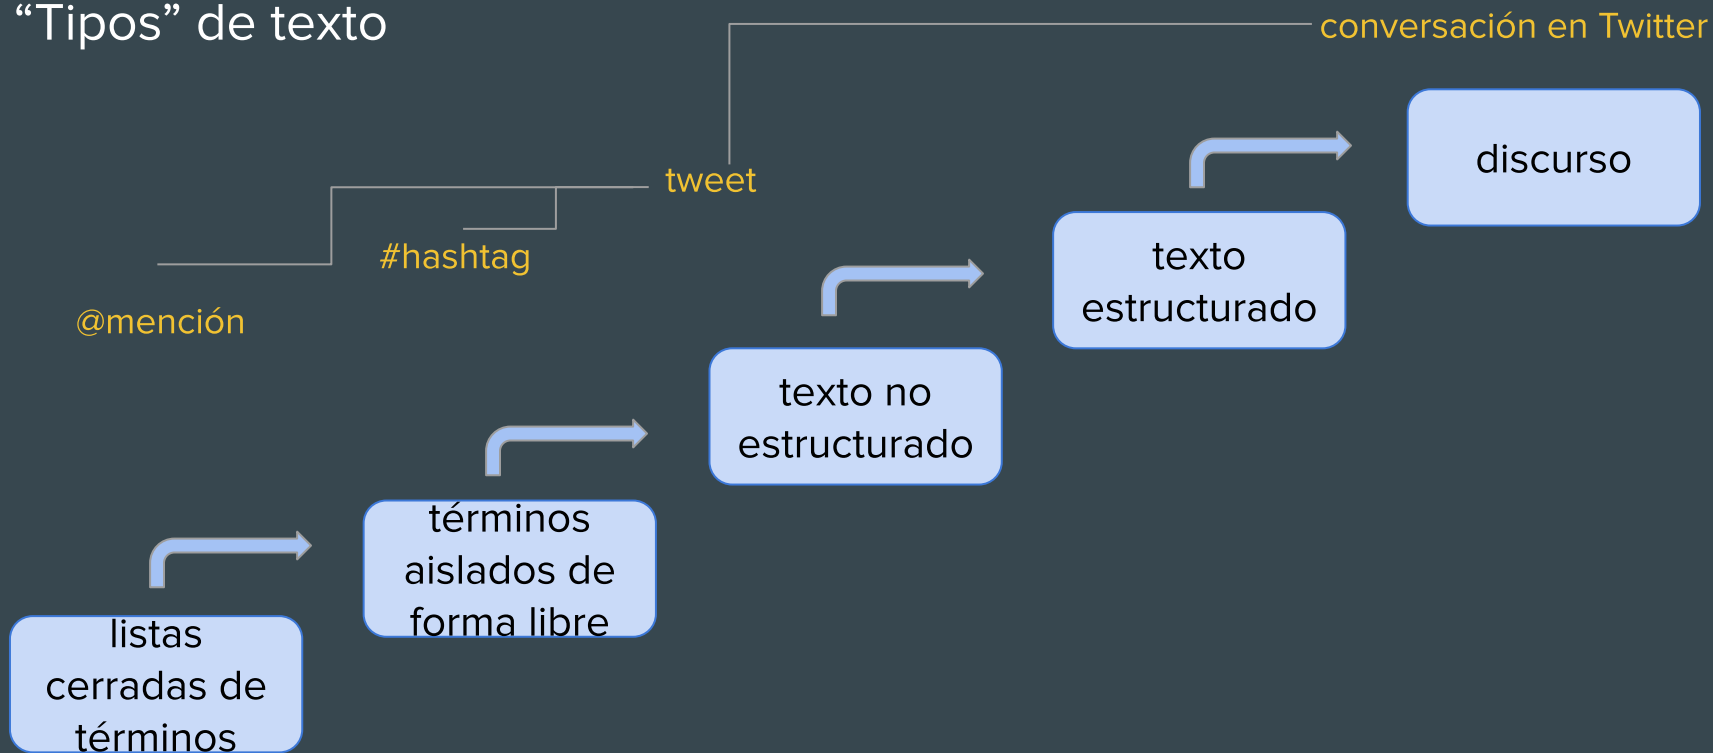 “Tipos” de texto
conversación en Twitter
discurso
tweet
#hashtag
texto
estructurado
@mención
texto no
estructurado
términos
aislados de
forma libre
listas
cerradas de
términos